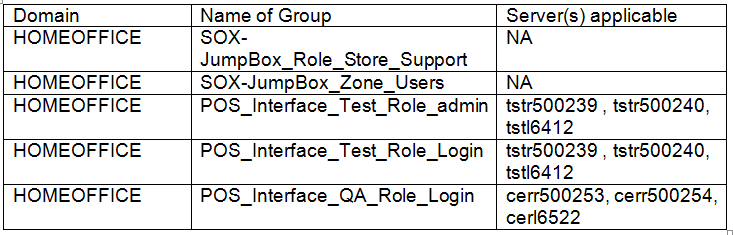 Domain Name of Group Server(s) applicable
HOMEOFFICE SOX- NA
JumpBox_Role_Store_Support
HOMEOFFICE SOX-JumpBox_Zone_Users NA
HOMEOFFICE POS_Interface_Test_Role_admin tstr500239 , tstr500240,
tstl6412
HOMEOFFICE POS_Interface_Test_Role_Login tstr500239 , tstr500240,
tstl6412
HOMEOFFICE POS_Interface_QA_Role_Login cerr500253, cerr500254,
cerl6522